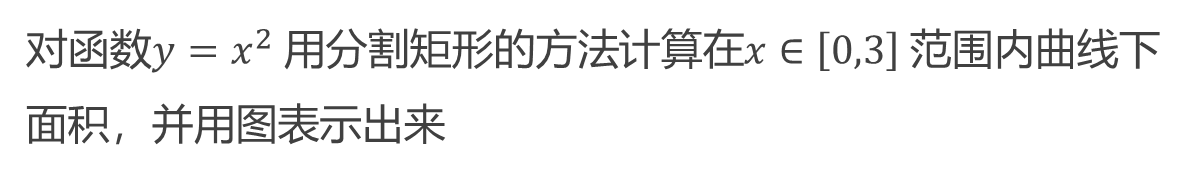 对函数𝑦 = 𝑥² 用分割矩形的方法计算在𝑥 ∈ [0,3] 范围内曲线下
面积，并用图表示出来